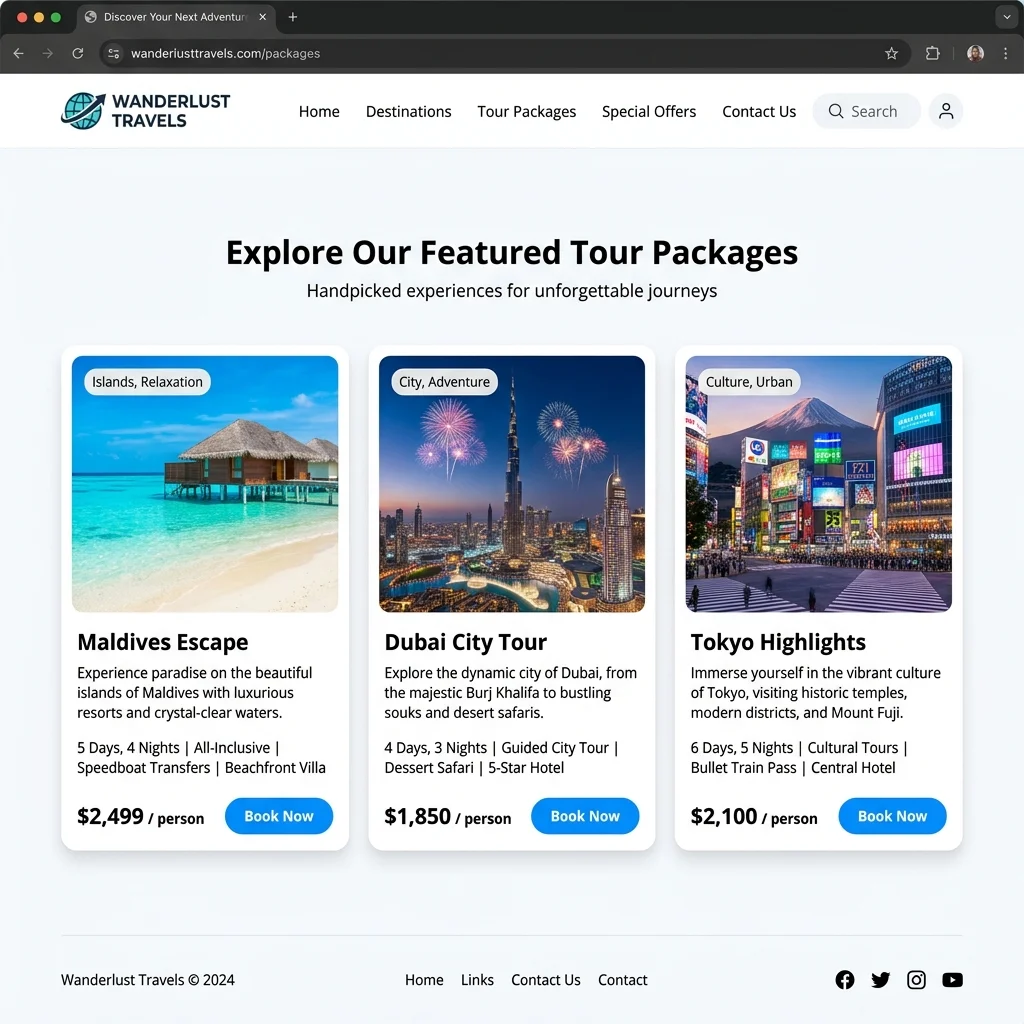 Discover Your Next Adventur
wanderlusttravels.com/packages
WANDERLUST
TRAVELS
Home Destinations Tour Packages Special Offers Contact Us Search
Explore Our Featured Tour Packages
Handpicked experiences for unforgettable journeys
Islands, Relaxation
Maldives Escape
Experience paradise on the beautiful
islands of Maldives with luxurious
resorts and crystal-clear waters.
5 Days, 4 Nights | All-Inclusive |
Speedboat Transfers | Beachfront Villa
$2,499 / person Book Now
City, Adventure
Dubai City Tour
Explore the dynamic city of Dubai, from
the majestic Burj Khalifa to bustling
souks and desert safaris.
4 Days, 3 Nights | Guided City Tour |
Dessert Safari | 5-Star Hotel
$1,850 / person Book Now
Culture, Urban
Tokyo Highlights
Immerse yourself in the vibrant culture
of Tokyo, visiting historic temples,
modern districts, and Mount Fuji.
6 Days, 5 Nights | Cultural Tours |
Bullet Train Pass | Central Hotel
$2,100 / person Book Now
Wanderlust Travels © 2024
Home Links Contact Us Contact